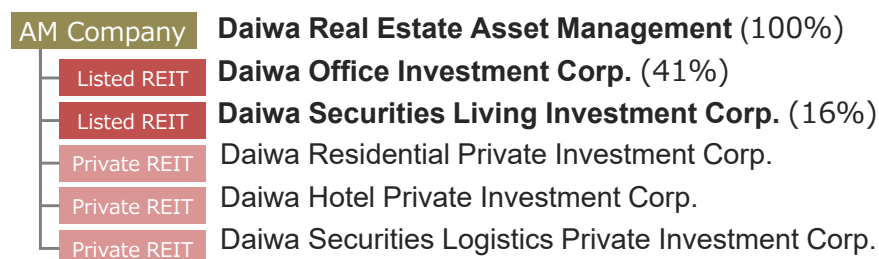 AM Company Daiwa Real Estate Asset Management (100%)
Listed REIT Daiwa Office Investment Corp. (41%)
Listed REIT Daiwa Securities Living Investment Corp. (16%)
Private REIT Daiwa Residential Private Investment Corp.
Private REIT Daiwa Hotel Private Investment Corp.
Private REIT Daiwa Securities Logistics Private Investment Corp.